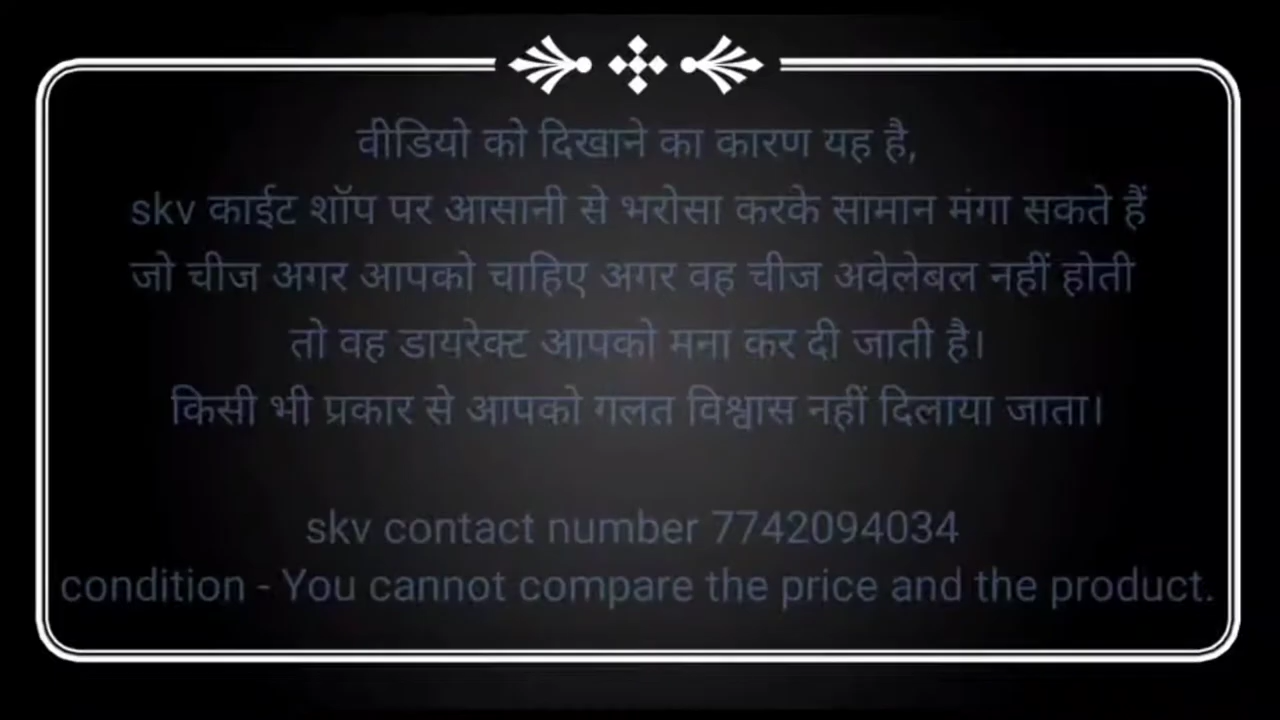 वीडियो को दिखाने का कारण यह है,
skv काईट शॉप पर आसानी से भरोसा करके सामान मंगा सकते हैं
जो चीज अगर आपको चाहिए अगर वह चीज अवेलेबल नहीं होती
तो वह डायरेक्ट आपको मना कर दी जाती है।
किसी भी प्रकार से आपको गलत विश्वास नहीं दिलाया जाता।
skv contact number 7742094034
condition - You cannot compare the price and the product.